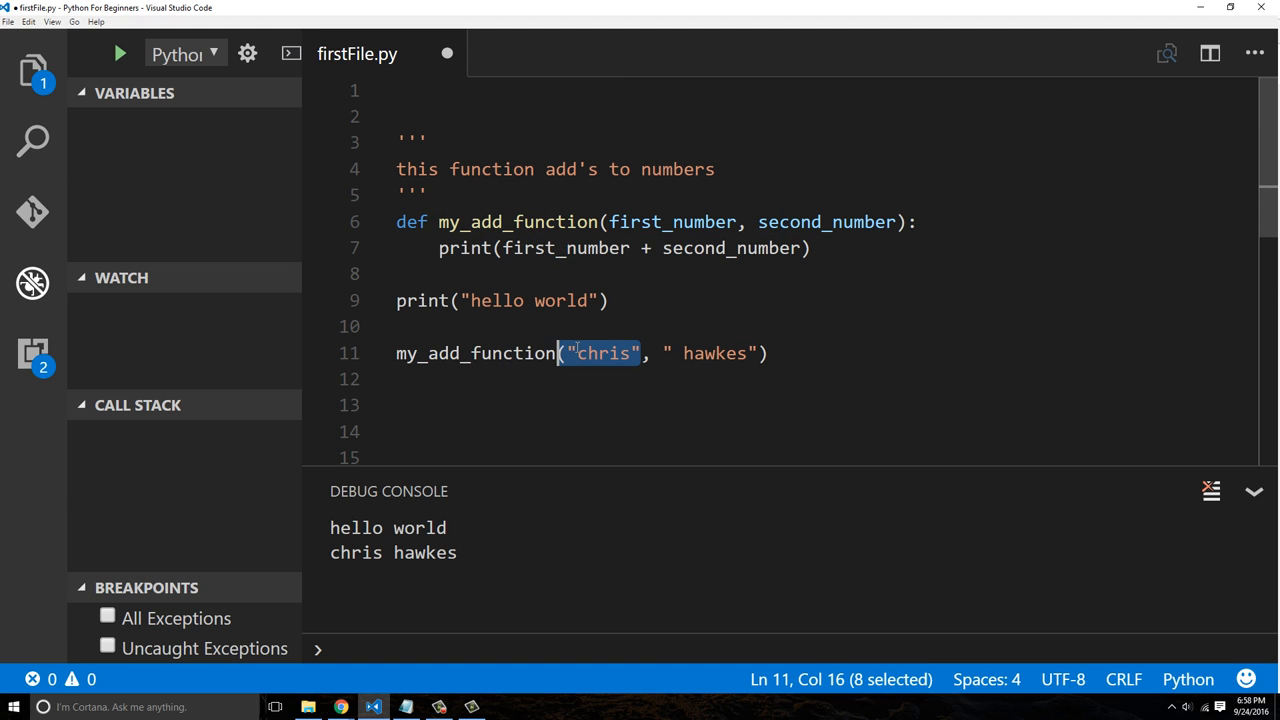 ● firstFile.py - Python For Beginners - Visual Studio Code
File Edit View Go Help
Pythor
firstFile.py
1
VARIABLES
WATCH
CALL STACK
BREAKPOINTS
All Exceptions
Uncaught Exceptions
2
1
2
3 '''
4 this function add's to numbers
5 '''
6 def my_add_function(first_number, second_number):
7 print(first_number + second_number)
8
9 print("hello world")
10
11 my_add_function("chris", " hawkes")
12
13
14
15
DEBUG CONSOLE
hello world
chris hawkes
0 0
Ln 11, Col 16 (8 selected) Spaces: 4 UTF-8 CRLF Python
I'm Cortana. Ask me anything.
6:58 PM
9/24/2016